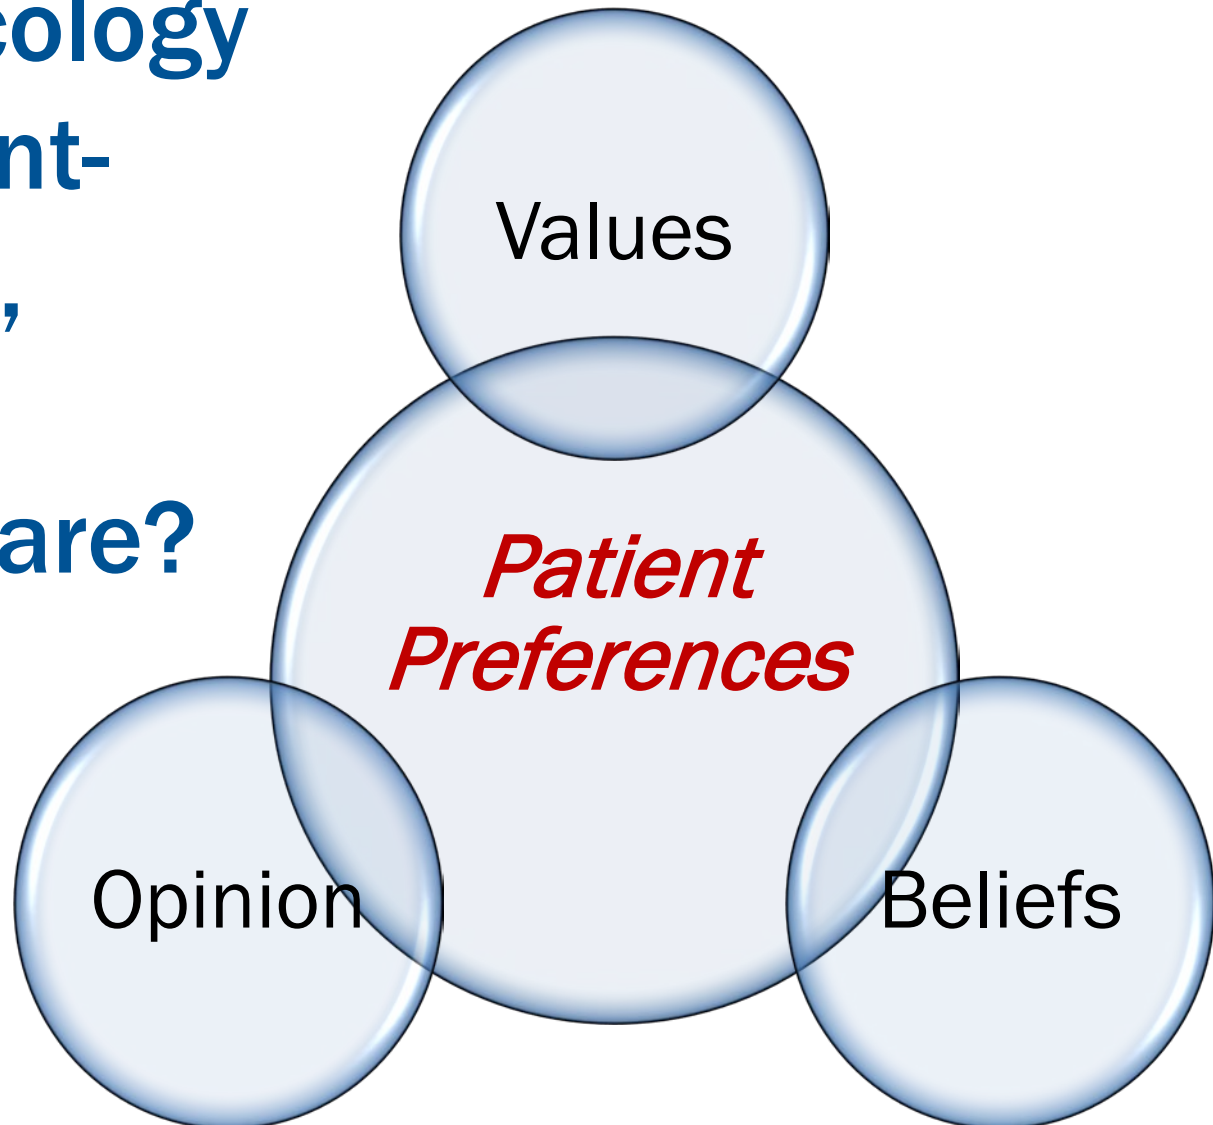 cology
nt-
,
are?
Values
Patient
Preferences
Opinion
Beliefs